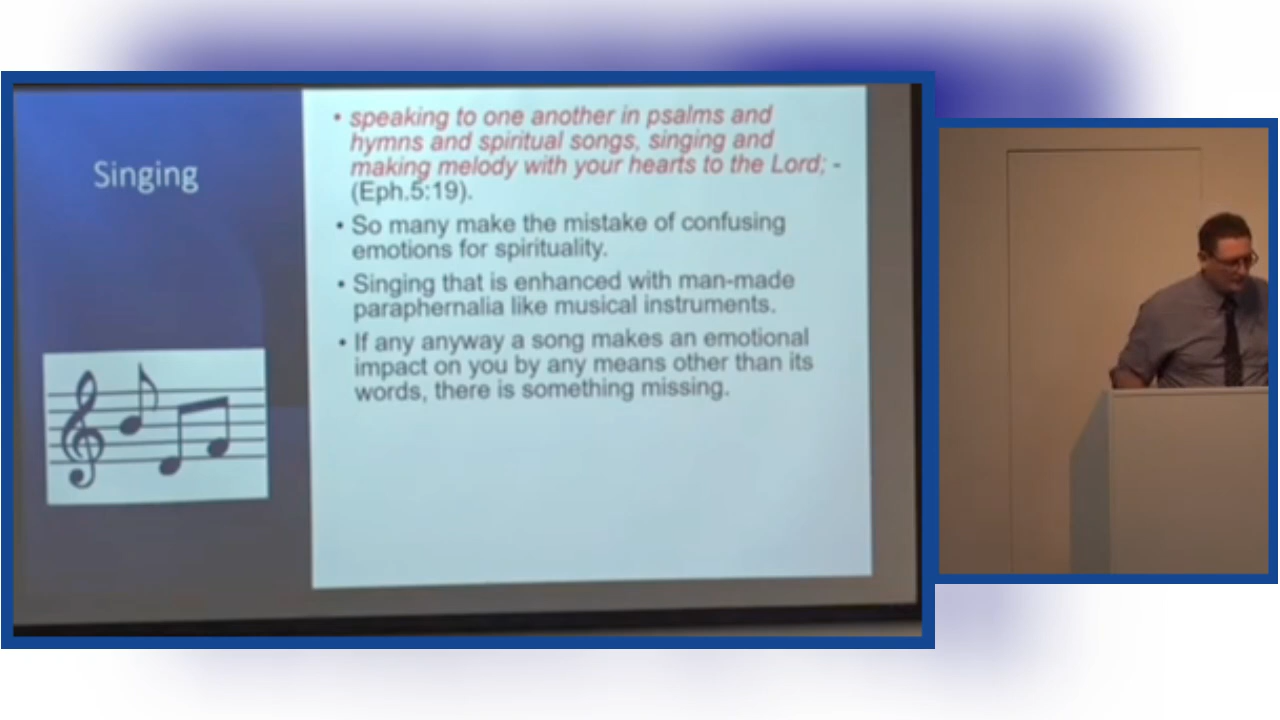 Singing
• speaking to one another in psalms and
hymns and spiritual songs, singing and
making melody with your hearts to the Lord; -
(Eph.5:19).
• So many make the mistake of confusing
emotions for spirituality.
• Singing that is enhanced with man-made
paraphernalia like musical instruments.
• If any anyway a song makes an emotional
impact on you by any means other than its
words, there is something missing.